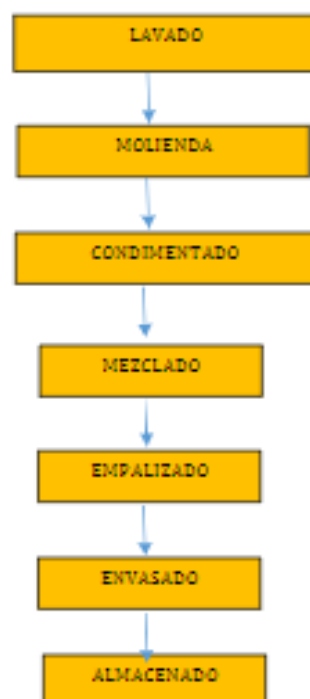 LAVADO
MOLIENDA
CONDIMENTADO
MEZCLADO
EMPALIZADO
ENVASADO
ALMACENADO